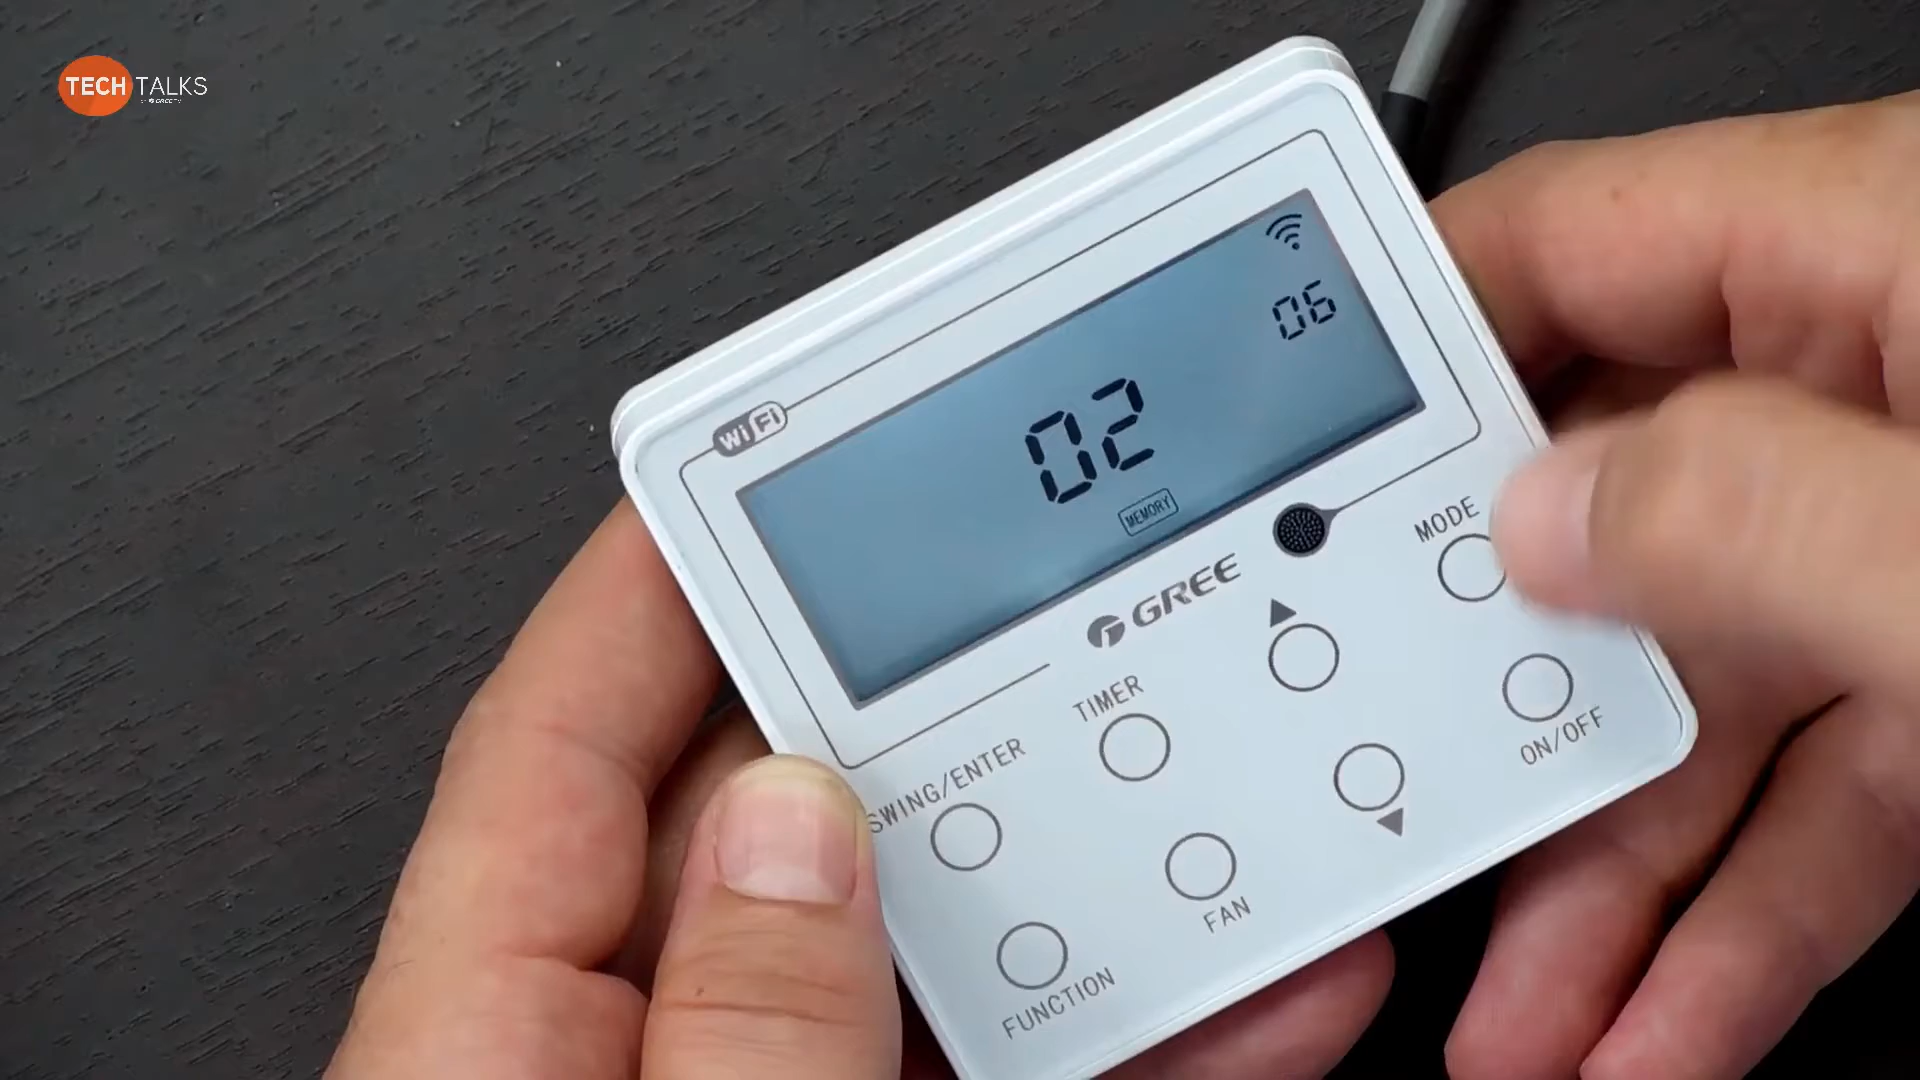 TECH TALKS
WiFi
06
02
MEMORY
GREE
MODE
TIMER
SWING/ENTER
ON/OFF
FAN
FUNCTION